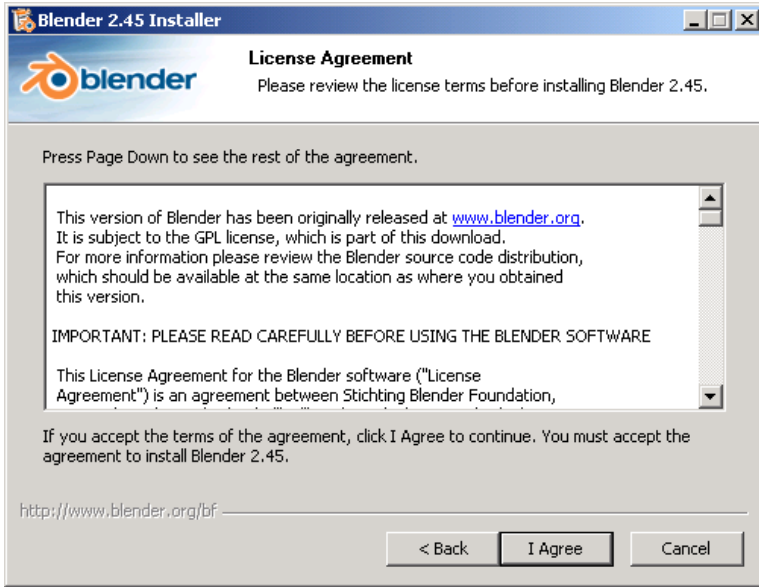 Blender 2.45 Installer
blender
License Agreement
Please review the license terms before installing Blender 2.45.
Press Page Down to see the rest of the agreement.
This version of Blender has been originally released at www.blender.org.
It is subject to the GPL license, which is part of this download.
For more information please review the Blender source code distribution,
which should be available at the same location as where you obtained
this version.
IMPORTANT: PLEASE READ CAREFULLY BEFORE USING THE BLENDER SOFTWARE
This License Agreement for the Blender software ("License
Agreement") is an agreement between Stichting Blender Foundation,
If you accept the terms of the agreement, click I Agree to continue. You must accept the
agreement to install Blender 2.45.
http://www.blender.org/bf
< Back
I Agree
Cancel